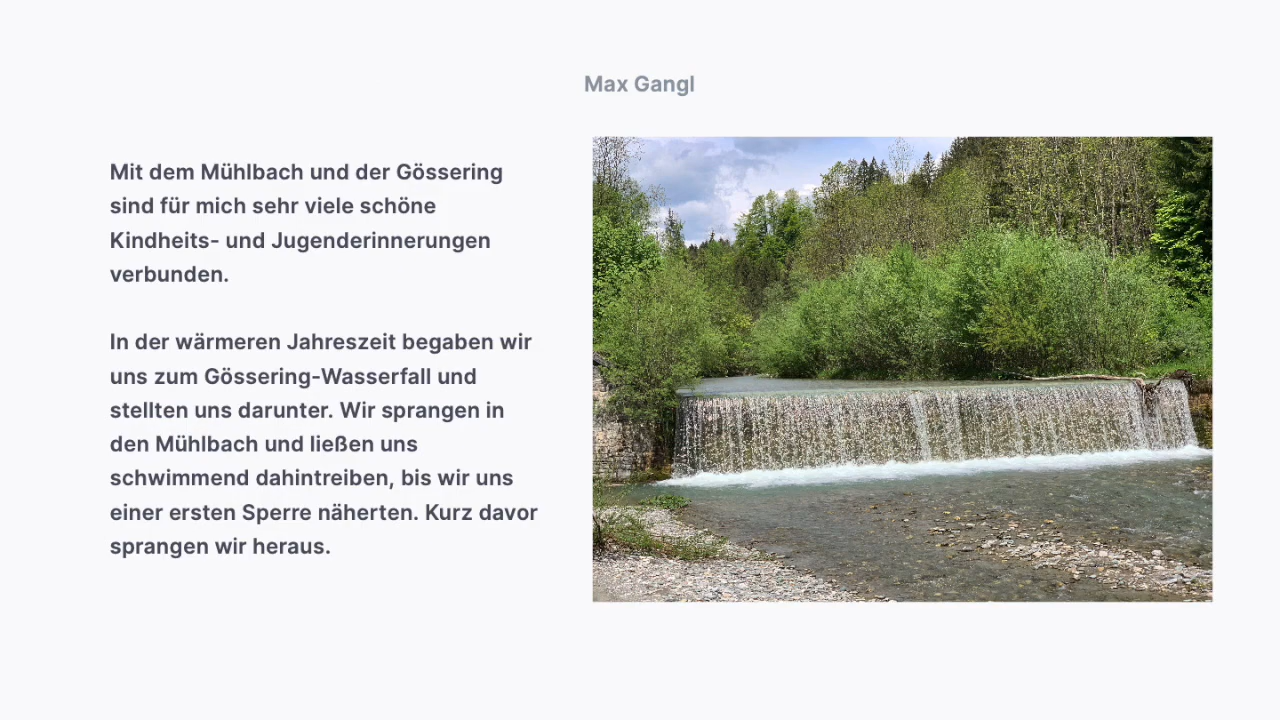 Max Gangl
Mit dem Mühlbach und der Gössering
sind für mich sehr viele schöne
Kindheits- und Jugenderinnerungen
verbunden.
In der wärmeren Jahreszeit begaben wir
uns zum Gössering-Wasserfall und
stellten uns darunter. Wir sprangen in
den Mühlbach und ließen uns
schwimmend dahintreiben, bis wir uns
einer ersten Sperre näherten. Kurz davor
sprangen wir heraus.